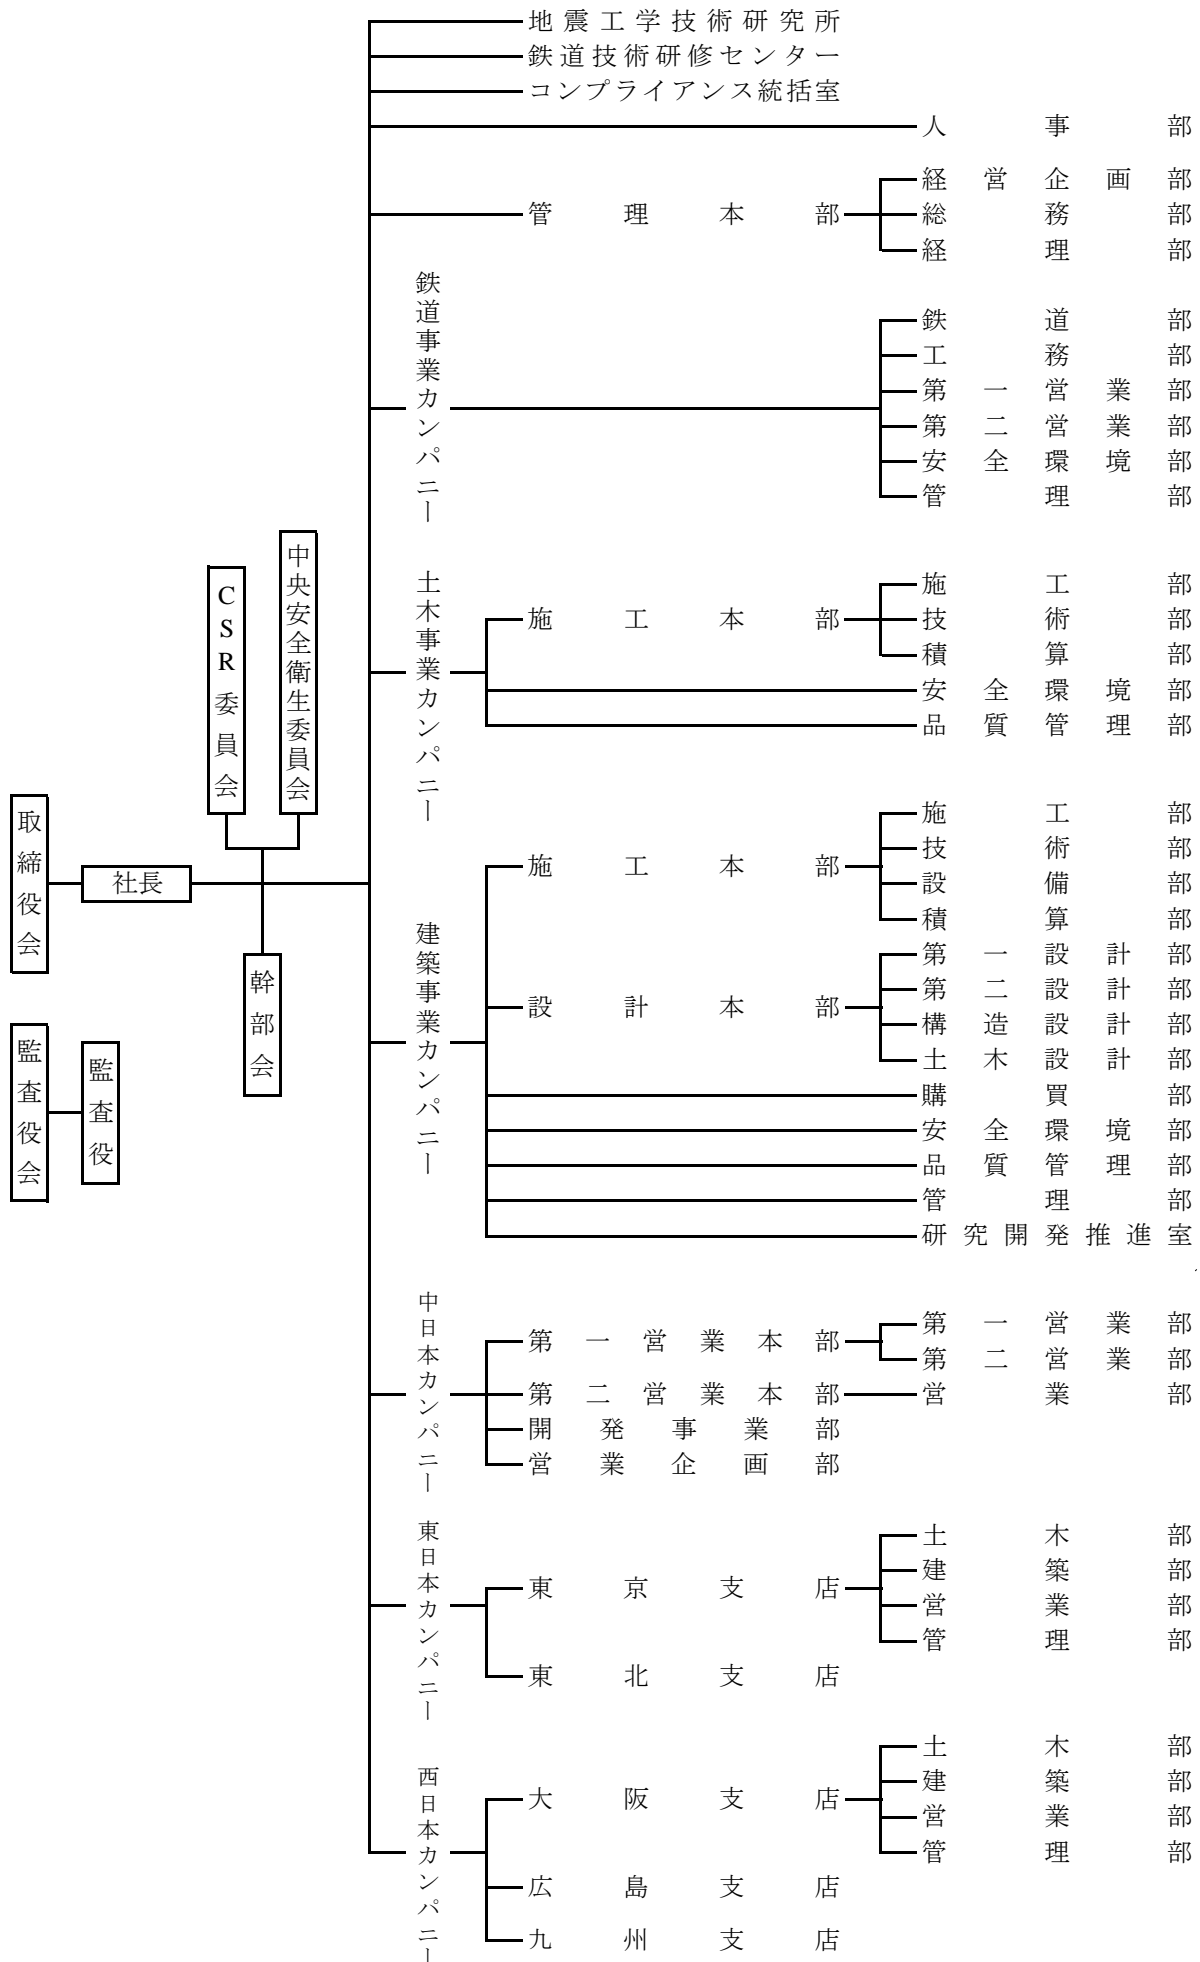 地震工学技術研究所
鉄道技術研修センター
コンプライアンス統括室
人事部
管理本部
経営企画部
総務部
経理部
鉄道事業カンパニー
鉄道部
工務部
第一営業部
第二営業部
安全環境部
管理部
取締役会
社長
CSR委員会
中央安全衛生委員会
幹部会
監査役会
監査役
土木事業カンパニー
施工本部
施工部
技術部
積算部
安全環境部
品質管理部
建築事業カンパニー
施工本部
施工部
技術部
設備部
積算部
設計本部
第一設計部
第二設計部
構造設計部
土木設計部
購買部
安全環境部
品質管理部
管理部
研究開発推進室
中日本カンパニー
第一営業本部
第一営業部
第二営業部
第二営業本部
営業部
開発事業部
営業企画部
東日本カンパニー
東京支店
土木部
建築部
営業部
管理部
東北支店
西日本カンパニー
大阪支店
土木部
建築部
営業部
管理部
広島支店
九州支店